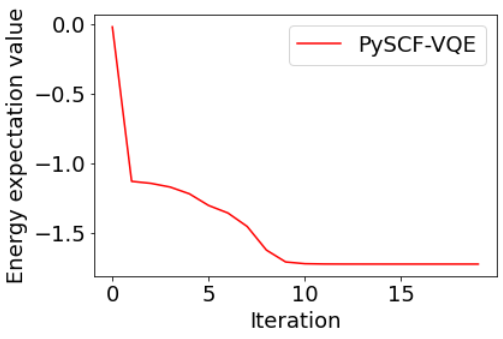 Energy expectation value
0.0
−0.5
−1.0
−1.5
PySCF-VQE
0 5 10 15
Iteration